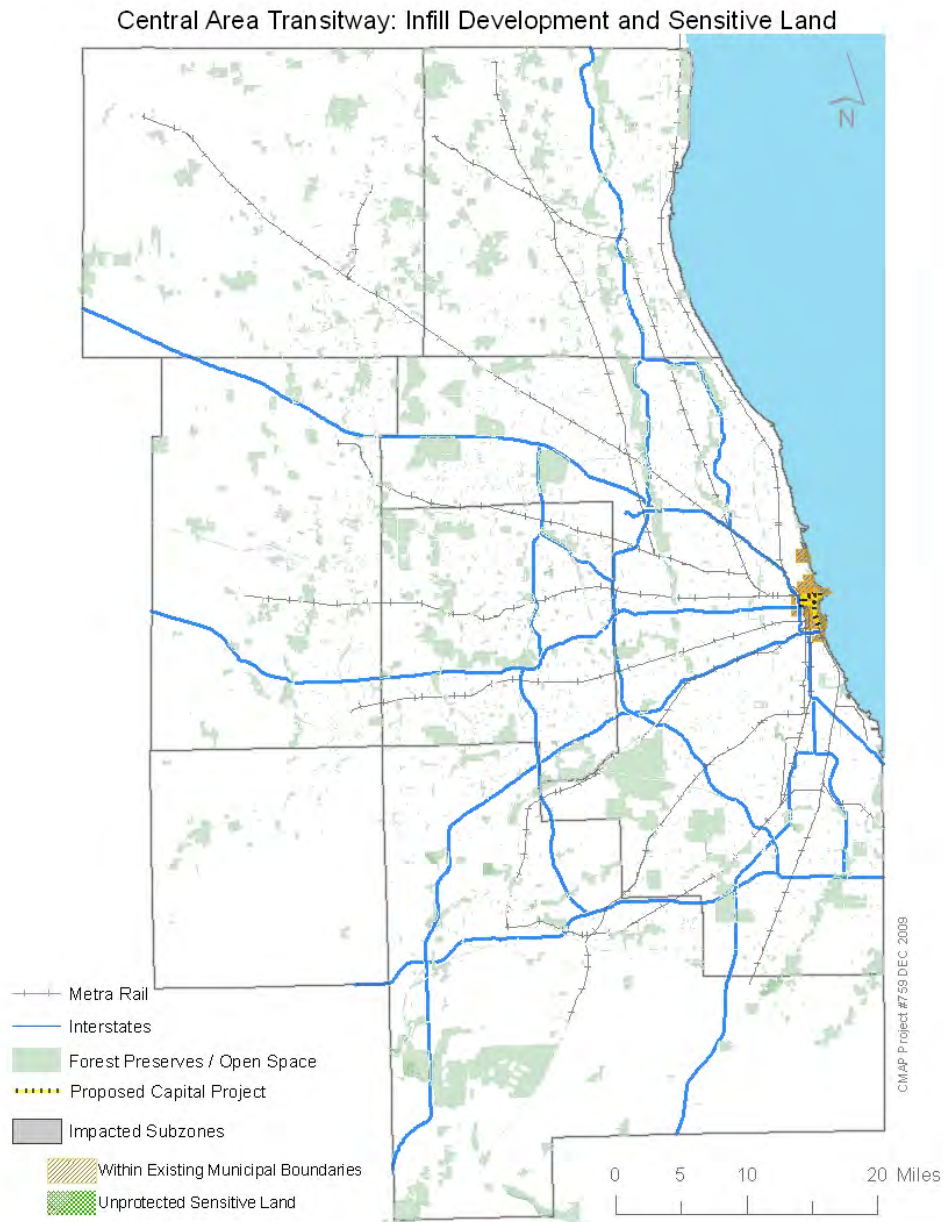 Central Area Transitway: Infill Development and Sensitive Land
N
CMAP Project #759 DEC 2009
Metra Rail
Interstates
Forest Preserves / Open Space
Proposed Capital Project
Impacted Subzones
Within Existing Municipal Boundaries
Unprotected Sensitive Land
0 5 10 20 Miles